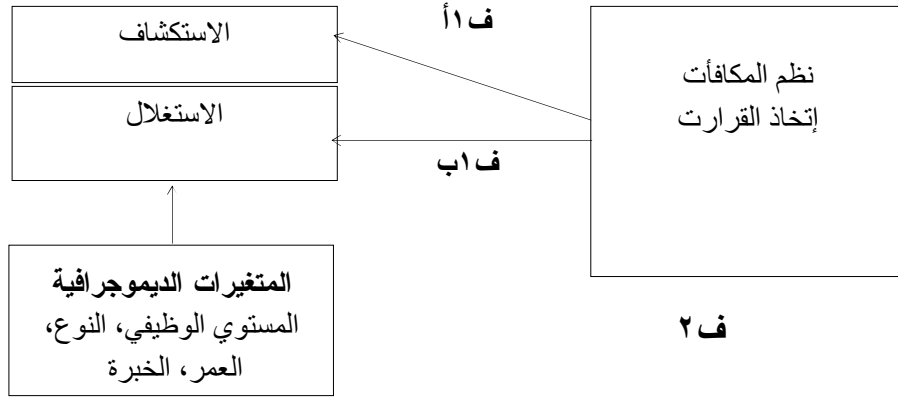 ف١أ
نظم المكافأت
إتخاذ القرارت
الاستكشاف
الاستغلال
ف١ب
المتغيرات الديموجرافية
المستوي الوظيفي، النوع،
العمر، الخبرة
ف٢